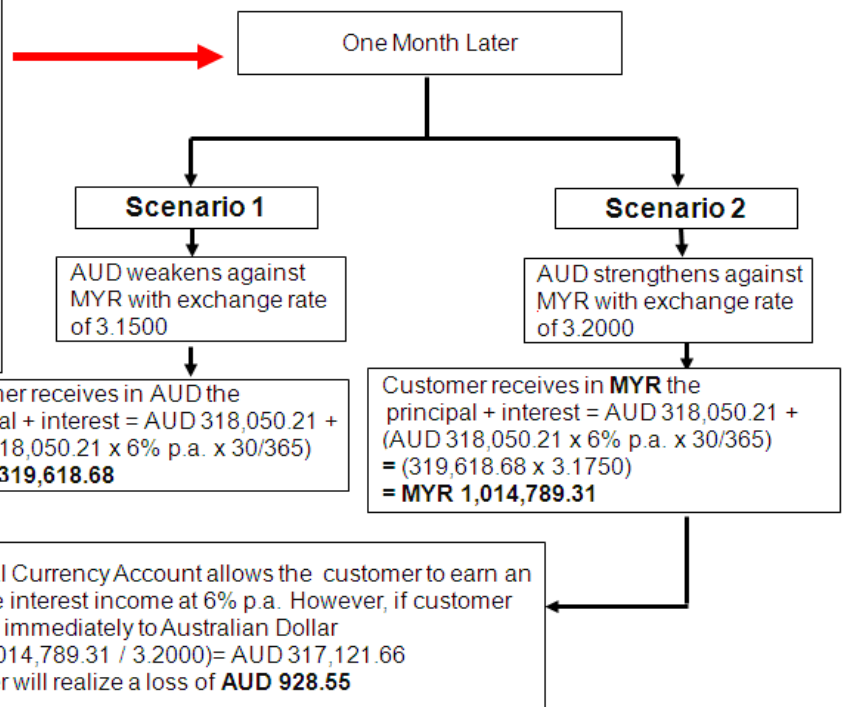 One Month Later
Scenario 1
AUD weakens against
MYR with exchange rate
of 3.1500
er receives in AUD the
al + interest = AUD 318,050.21 +
18,050.21 x 6% p.a. x 30/365)
319,618.68
Scenario 2
AUD strengthens against
MYR with exchange rate
of 3.2000
Customer receives in MYR the
principal + interest = AUD 318,050.21 +
(AUD 318,050.21 x 6% p.a. x 30/365)
= (319,618.68 x 3.1750)
= MYR 1,014,789.31
l Currency Account allows the customer to earn an
e interest income at 6% p.a. However, if customer
immediately to Australian Dollar
014,789.31 / 3.2000)= AUD 317,121.66
r will realize a loss of AUD 928.55